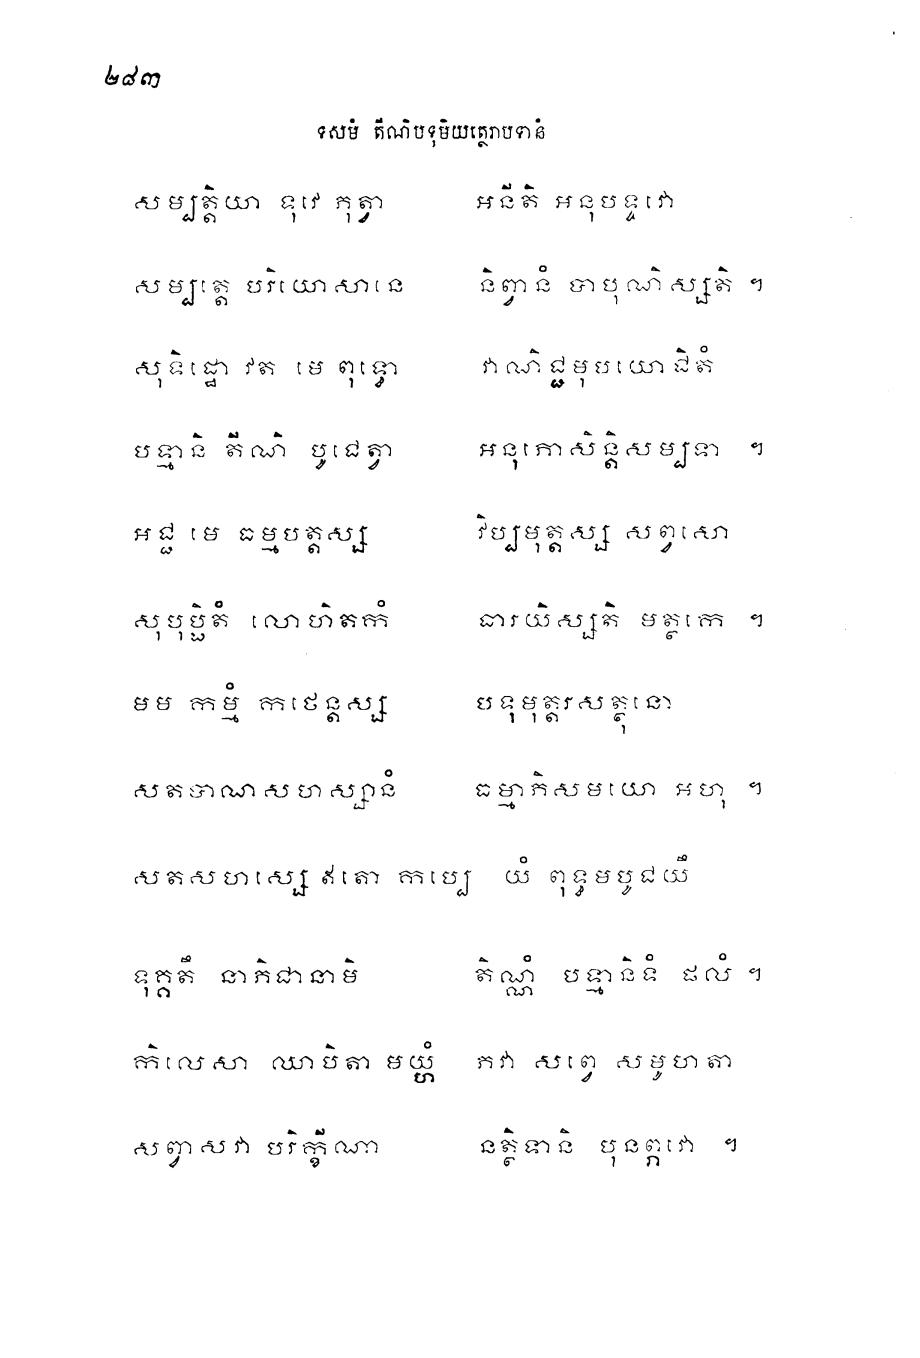 ២៨៣
ទសមំ តីណិបទុមិយត្ថេរាបទានំ
សម្បត្តិយា ទុវេ ភុត្វា អនីតិ អនុបទ្ទវោ
សម្បត្តេ បរិយោសានេ និព្វានំ បាបុណិស្សតិ ។
សុទិដ្ឋោ វត មេ ពុទ្ធោ វាណិជ្ជមុបយោជិតំ
បទ្មានិ តីណិ បូជេត្វា អនុភោសិន្តិសម្បទា ។
អជ្ជ មេ ធម្មបត្តស្ស វិប្បមុត្តស្ស សព្វសោ
សុបុប្ផិតំ លោហិតកំ ធារយិស្សតិ មត្ថកេ ។
មម កម្មំ កថេន្តស្ស បទុមុត្តរសត្ថុនោ
សតបាណសហស្សានំ ធម្មាភិសមយោ អហុ ។
សតសហស្សេ ឥតោ កប្បេ យំ ពុទ្ធមបូជយឹ
ទុក្កតឹ នាភិជានាមិ តិណ្ណំ បទ្មានិទំ ផលំ ។
កិលេសា ឈាបិតា មយ្ហំ ភវា សព្វេ សមូហតា
សព្វាសវា បរិក្ខីណា នត្ថិទានិ បុនព្ភវោ ។